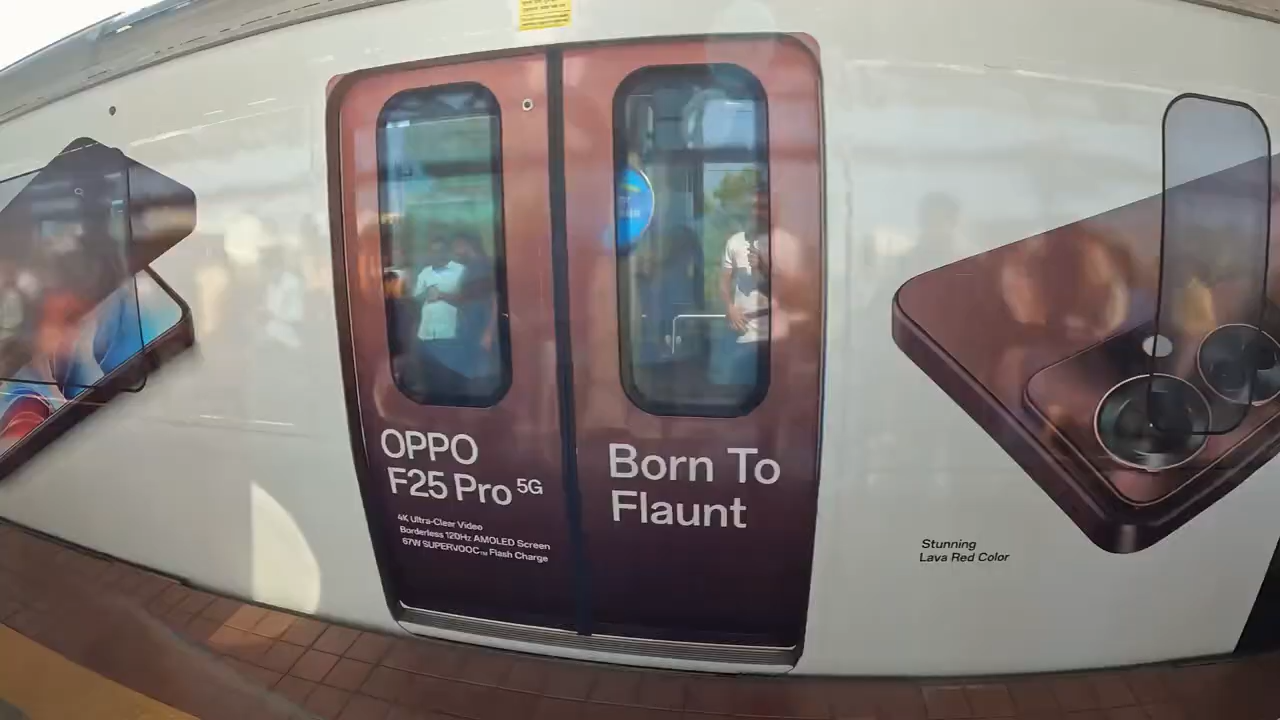 OPPO
F25 Pro 5G
4K Ultra-Clear Video
Borderless 120Hz AMOLED Screen
67W SUPERVOOC™ Flash Charge
Born To
Flaunt
Stunning
Lava Red Color